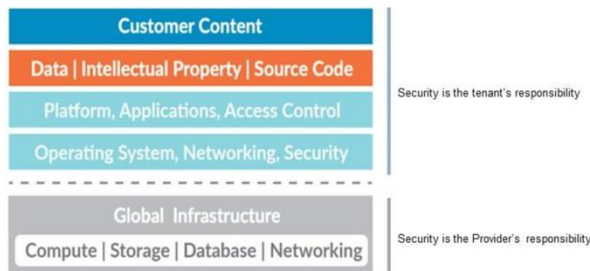 Customer Content
Data | Intellectual Property | Source Code
Platform, Applications, Access Control
Operating System, Networking, Security
Security is the tenant's responsibility
Global Infrastructure
Compute | Storage | Database | Networking
Security is the Provider's responsibility